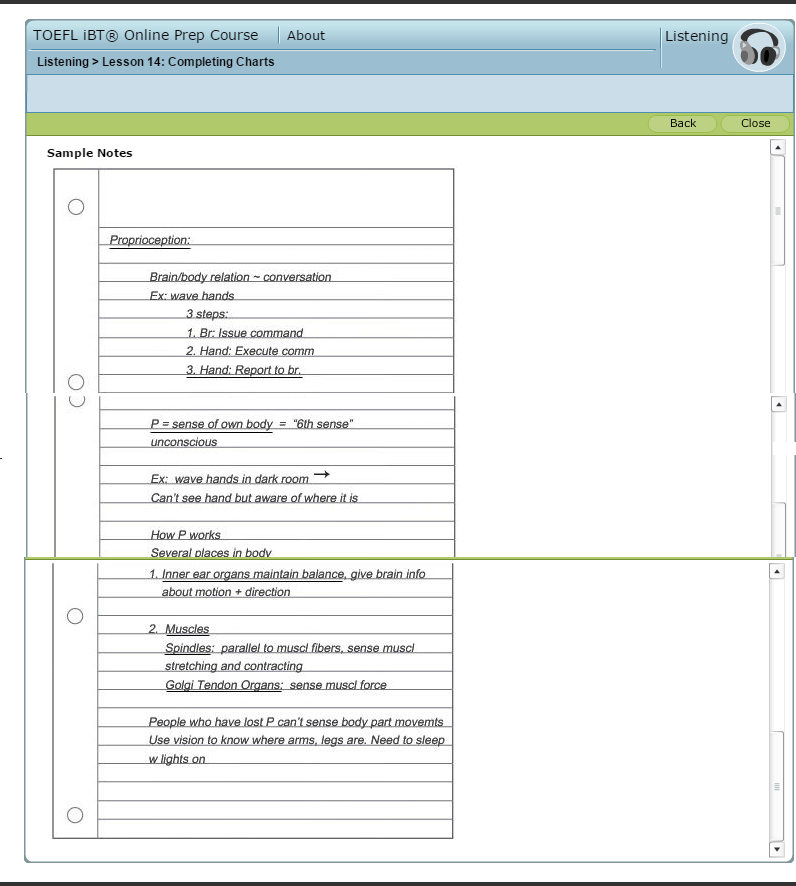 TOEFL iBT® Online Prep Course
About
Listening
Listening > Lesson 14: Completing Charts
Back
Close
Sample Notes
Proprioception:
Brain/body relation ~ conversation
Ex: wave hands
3 steps:
1. Br: Issue command
2. Hand: Execute comm
3. Hand: Report to br.
P = sense of own body = "6th sense"
unconscious
Ex: wave hands in dark room →
Can't see hand but aware of where it is
How P works
Several places in body
1. Inner ear organs maintain balance, give brain info
about motion + direction
2. Muscles
Spindles: parallel to muscl fibers, sense muscl
stretching and contracting
Golgi Tendon Organs: sense muscl force
People who have lost P can't sense body part movemts
Use vision to know where arms, legs are. Need to sleep
w lights on